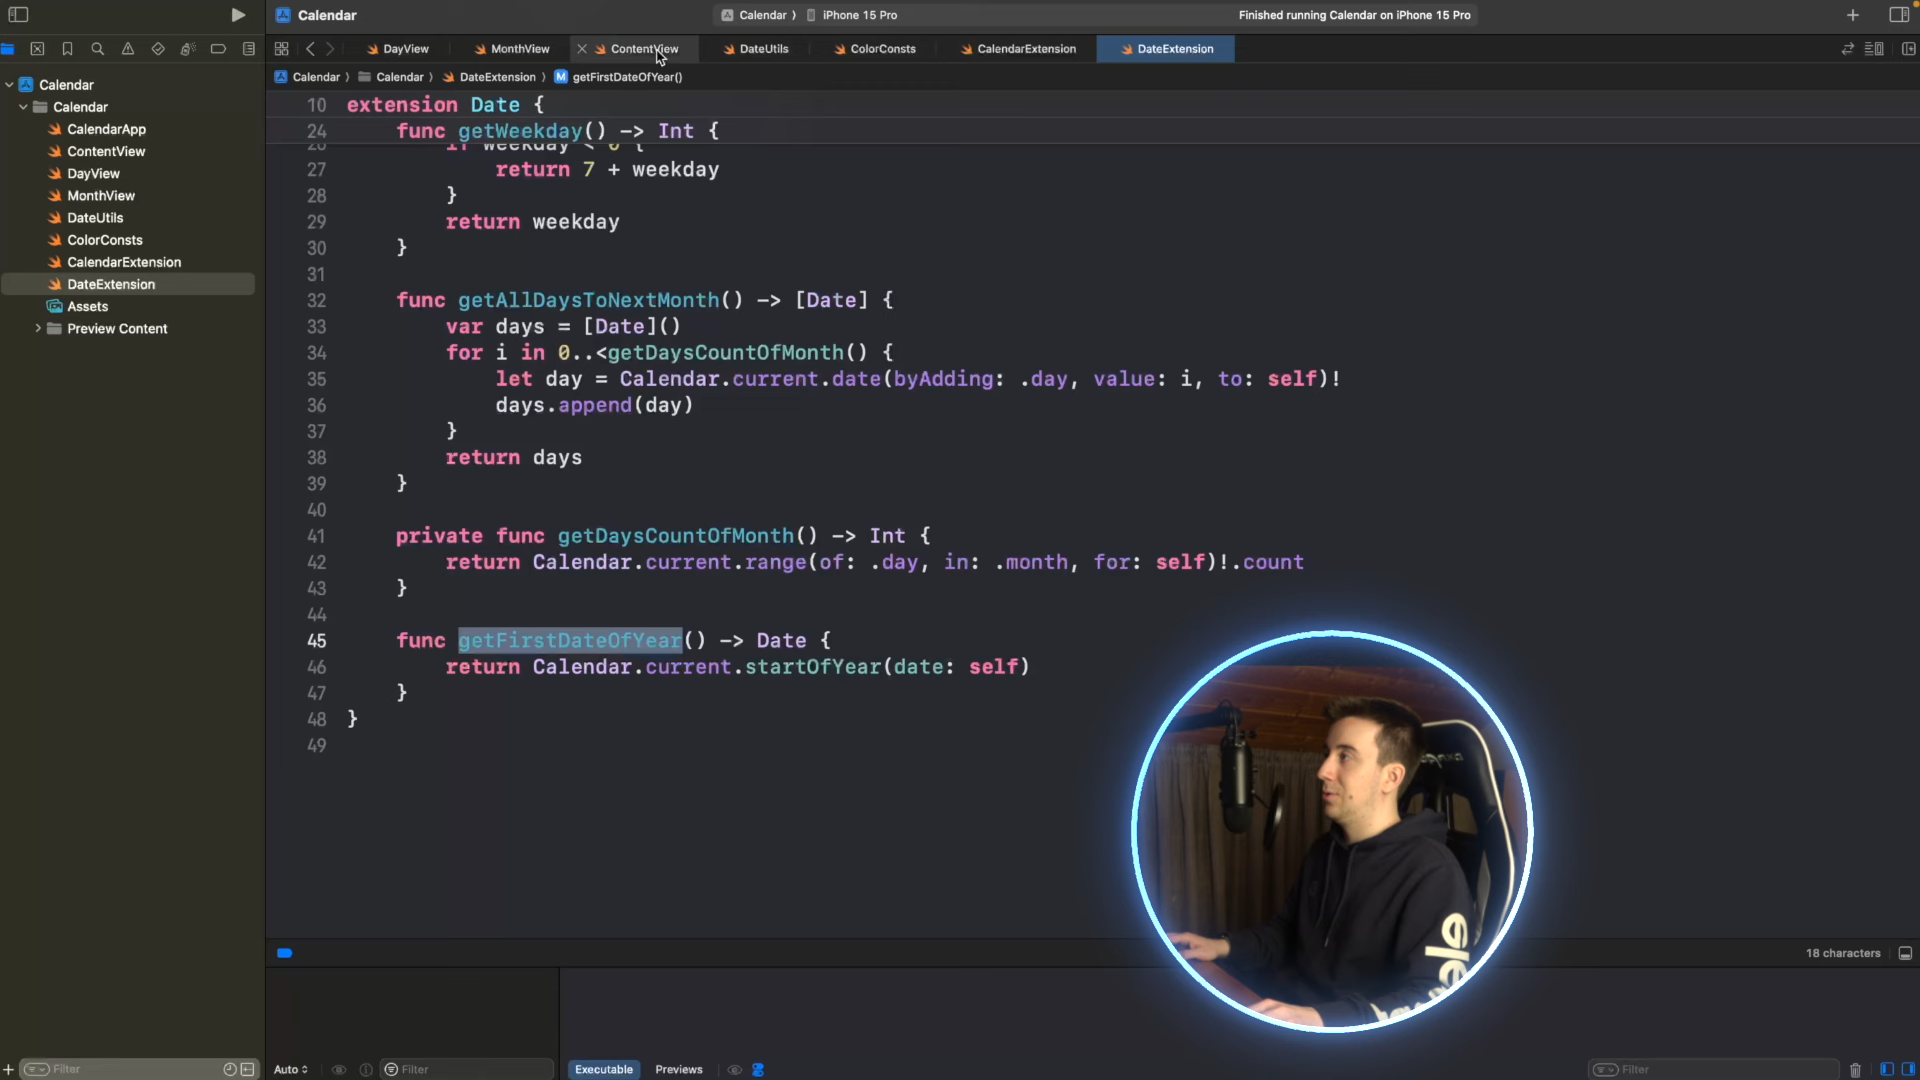 Calendar
Calendar
iPhone 15 Pro
Finished running Calendar on iPhone 15 Pro
DayView
MonthView
ContentView
DateUtils
ColorConsts
CalendarExtension
DateExtension
Calendar
Calendar
DateExtension
M getFirstDateOfYear()
Calendar
Calendar
CalendarApp
ContentView
DayView
MonthView
DateUtils
ColorConsts
CalendarExtension
DateExtension
Assets
Preview Content
10 extension Date {
24 func getWeekday() -> Int {
26 if weekday < 0 {
27 return 7 + weekday
28 }
29 return weekday
30 }
31
32 func getAllDaysToNextMonth() -> [Date] {
33 var days = [Date]()
34 for i in 0..<getDaysCountOfMonth() {
35 let day = Calendar.current.date(byAdding: .day, value: i, to: self)!
36 days.append(day)
37 }
38 return days
39 }
40
41 private func getDaysCountOfMonth() -> Int {
42 return Calendar.current.range(of: .day, in: .month, for: self)!.count
43 }
44
45 func getFirstDateOfYear() -> Date {
46 return Calendar.current.startOfYear(date: self)
47 }
48 }
49
18 characters
Filter
Auto
Filter
Executable
Previews
Filter